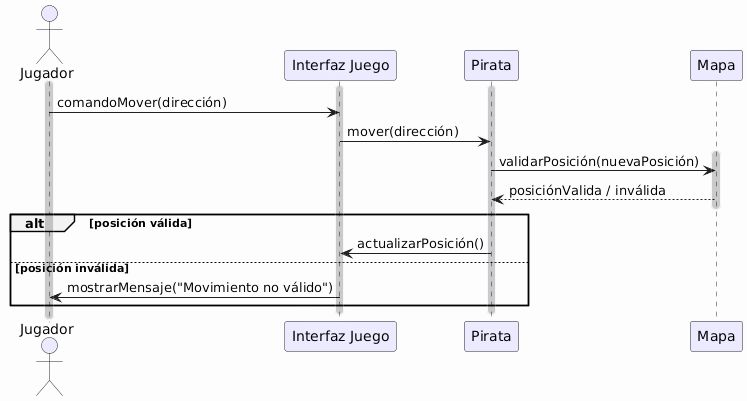 Jugador
Interfaz Juego
Pirata
Mapa
comandoMover(dirección)
mover(dirección)
validarPosición(nuevaPosición)
posiciónValida / inválida
alt [posición válida]
actualizarPosición()
[posición inválida]
mostrarMensaje("Movimiento no válido")
Jugador
Interfaz Juego
Pirata
Mapa